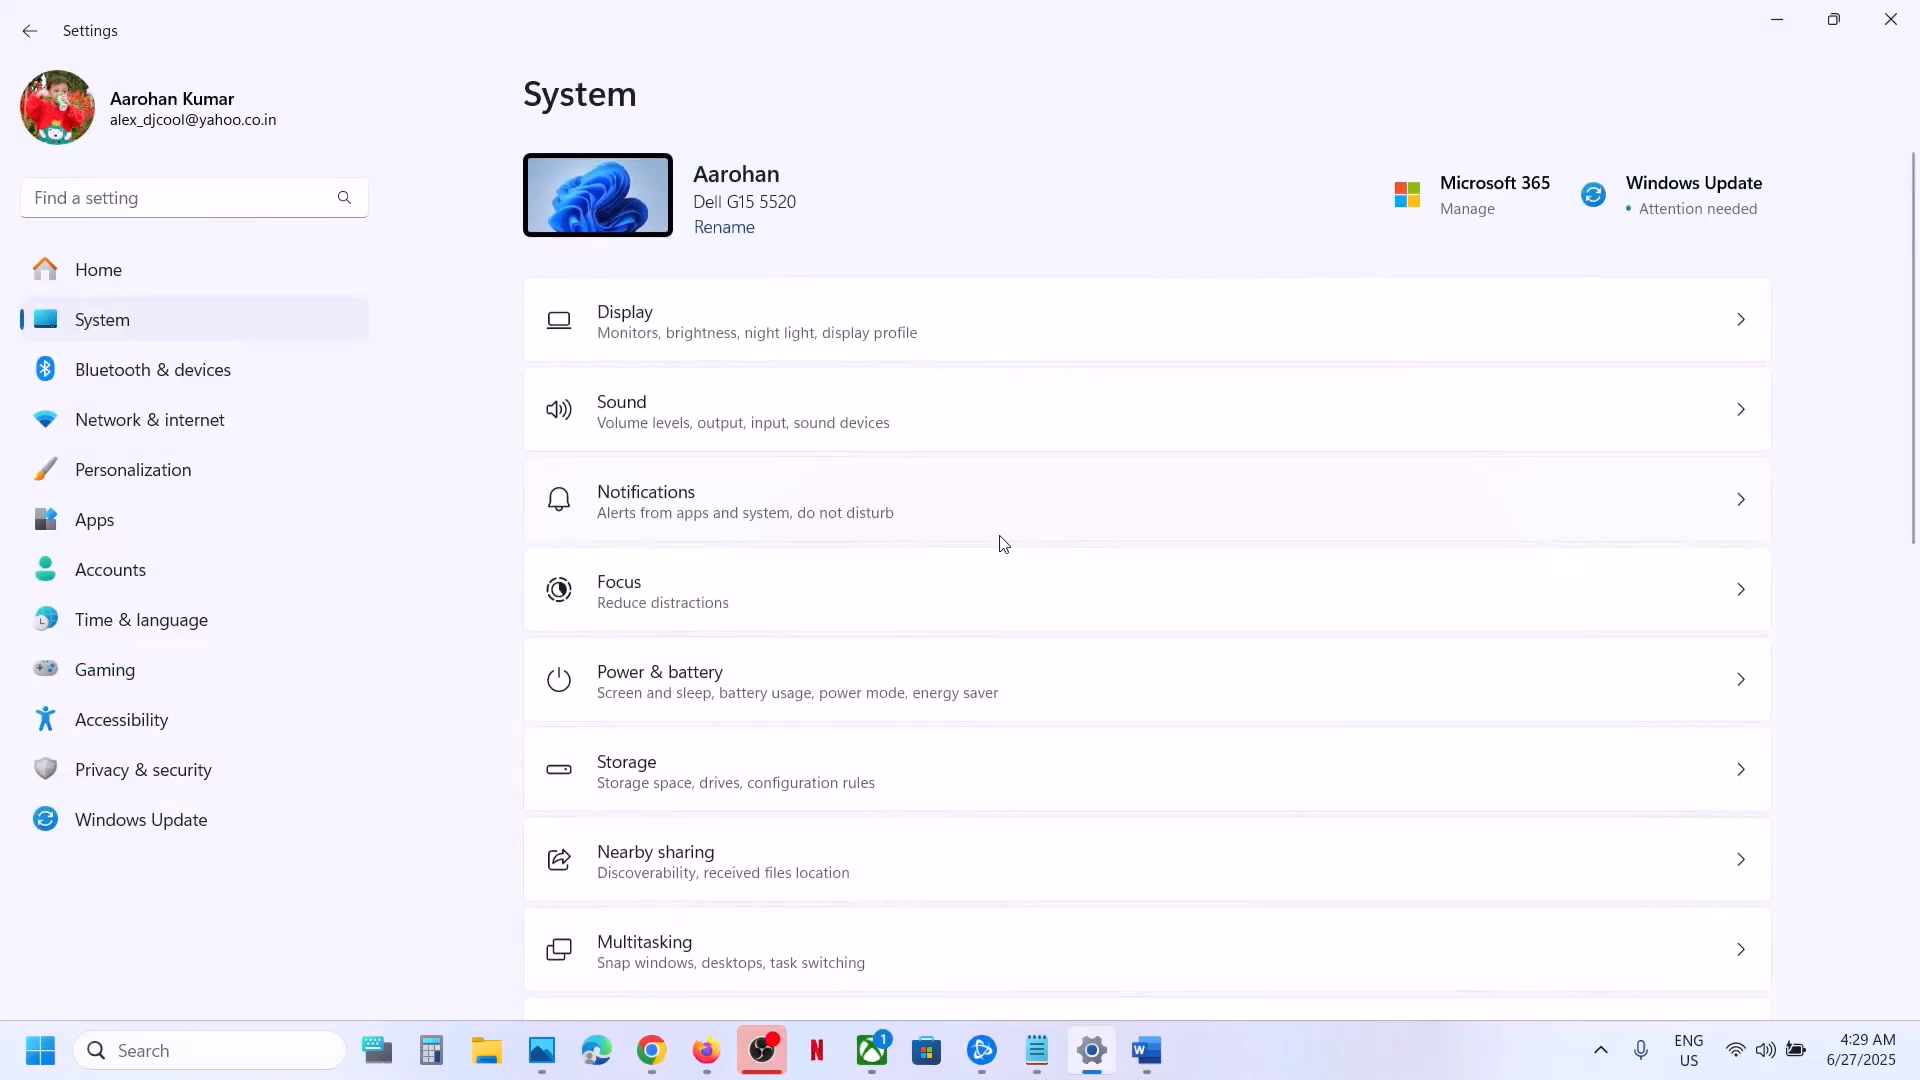 Settings
Aarohan Kumar
alex_djcool@yahoo.co.in
Find a setting
Home
System
Bluetooth & devices
Network & internet
Personalization
Apps
Accounts
Time & language
Gaming
Accessibility
Privacy & security
Windows Update
System
Aarohan
Dell G15 5520
Rename
Microsoft 365
Manage
Windows Update
• Attention needed
Display
Monitors, brightness, night light, display profile
Sound
Volume levels, output, input, sound devices
Notifications
Alerts from apps and system, do not disturb
Focus
Reduce distractions
Power & battery
Screen and sleep, battery usage, power mode, energy saver
Storage
Storage space, drives, configuration rules
Nearby sharing
Discoverability, received files location
Multitasking
Snap windows, desktops, task switching
Search
N
1
W
ENG
US
4:29 AM
6/27/2025